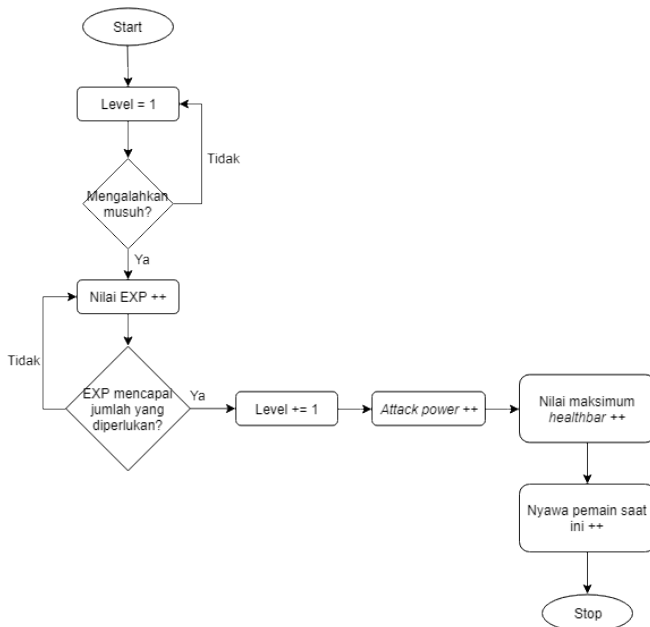 Start
Level = 1
Tidak
Mengalahkan
musuh?
Ya
Nilai EXP ++
Tidak
EXP mencapai
jumlah yang
diperlukan?
Ya
Level += 1
Attack power ++
Nilai maksimum
healthbar ++
Nyawa pemain saat
ini ++
Stop